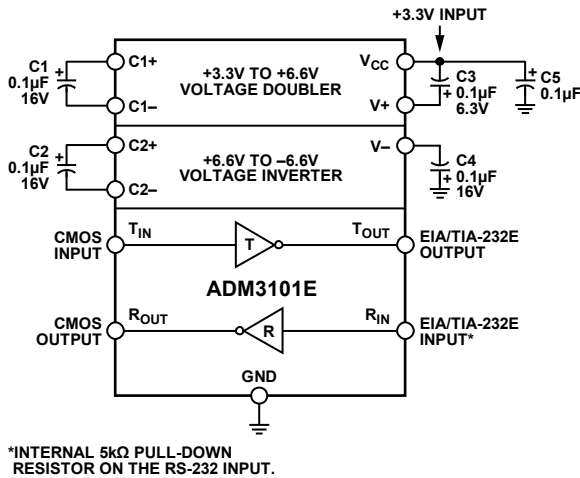 +3.3V INPUT
C1
0.1µF
16V
+
C1+
C1–
+3.3V TO +6.6V
VOLTAGE DOUBLER
VCC
V+
C3
+ 0.1µF
6.3V
+
C5
0.1µF
C2
0.1µF
16V
+
C2+
C2–
+6.6V TO –6.6V
VOLTAGE INVERTER
V–
C4
+ 0.1µF
16V
CMOS
INPUT
TIN
T
TOUT
EIA/TIA-232E
OUTPUT
ADM3101E
CMOS
OUTPUT
ROUT
R
RIN
EIA/TIA-232E
INPUT*
GND
*INTERNAL 5kΩ PULL-DOWN
RESISTOR ON THE RS-232 INPUT.